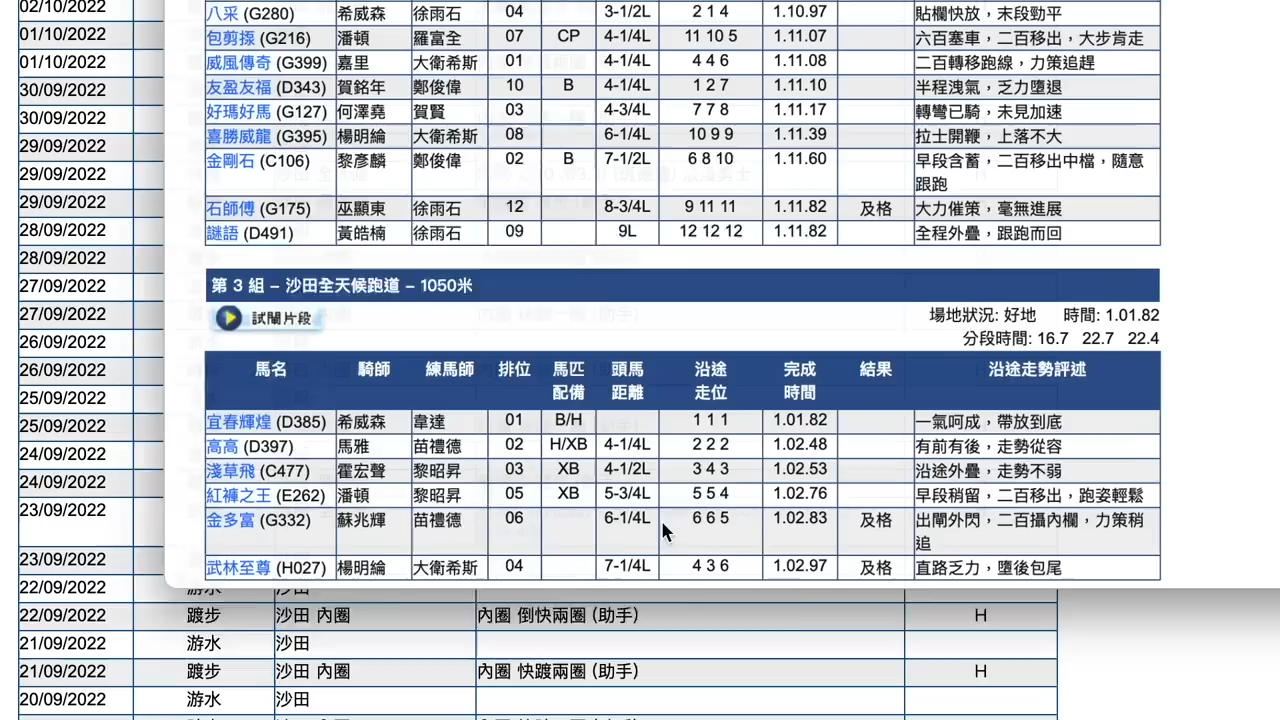 02/10/2022
01/10/2022
01/10/2022
30/09/2022
30/09/2022
29/09/2022
29/09/2022
29/09/2022
28/09/2022
28/09/2022
27/09/2022
27/09/2022
26/09/2022
26/09/2022
25/09/2022
25/09/2022
24/09/2022
24/09/2022
23/09/2022
23/09/2022
八采 (G280) 希威森 徐雨石 04 3-1/2L 2 1 4 1.10.97 貼欄快放，末段勁平
包剪揼 (G216) 潘頓 羅富全 07 CP 4-1/4L 11 10 5 1.11.07 六百塞車，二百移出，大步肯走
威風傳奇 (G399) 嘉里 大衛希斯 01 4-1/4L 4 4 6 1.11.08 二百轉移跑線，力策追趕
友盈友福 (D343) 賀銘年 鄭俊偉 10 B 4-1/4L 1 2 7 1.11.10 半程洩氣，乏力墮退
好瑪好馬 (G127) 何澤堯 賀賢 03 4-3/4L 7 7 8 1.11.17 轉彎已騎，未見加速
喜勝威龍 (G395) 楊明綸 大衛希斯 08 6-1/4L 10 9 9 1.11.39 拉士開鞭，上落不大
金剛石 (C106) 黎彥麟 鄭俊偉 02 B 7-1/2L 6 8 10 1.11.60 早段含蓄，二百移出中檔，隨意
跟跑
石師傅 (G175) 巫顯東 徐雨石 12 8-3/4L 9 11 11 1.11.82 及格 大力催策，毫無進展
謎語 (D491) 黃皓楠 徐雨石 09 9L 12 12 12 1.11.82 全程外疊，跟跑而回
第 3 組 – 沙田全天候跑道 – 1050米
試閘片段
場地狀況: 好地 時間: 1.01.82
分段時間: 16.7 22.7 22.4
馬名 騎師 練馬師 排位 馬匹 頭馬 沿途 完成 結果 沿途走勢評述
配備 距離 走位 時間
宜春輝煌 (D385) 希威森 韋達 01 B/H 1 1 1 1.01.82 一氣呵成，帶放到底
高高 (D397) 馬雅 苗禮德 02 H/XB 4-1/4L 2 2 2 1.02.48 有前有後，走勢從容
淺草飛 (C477) 霍宏聲 黎昭昇 03 XB 4-1/2L 3 4 3 1.02.53 沿途外疊，走勢不弱
紅褲之王 (E262) 潘頓 黎昭昇 05 XB 5-3/4L 5 5 4 1.02.76 早段稍留，二百移出，跑姿輕鬆
金多富 (G332) 蘇兆輝 苗禮德 06 6-1/4L 6 6 5 1.02.83 及格 出閘外閃，二百攝內欄，力策稍
追
武林至尊 (H027) 楊明綸 大衛希斯 04 7-1/4L 4 3 6 1.02.97 及格 直路乏力，墮後包尾
22/09/2022 游水 沙田
22/09/2022 踱步 沙田 內圈 內圈 倒快兩圈 (助手) H
21/09/2022 游水 沙田
21/09/2022 踱步 沙田 內圈 內圈 快踱兩圈 (助手) H
20/09/2022 游水 沙田